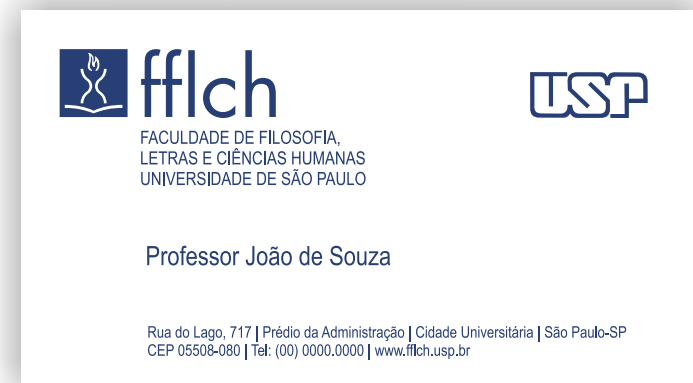 fflch
USP
FACULDADE DE FILOSOFIA,
LETRAS E CIÊNCIAS HUMANAS
UNIVERSIDADE DE SÃO PAULO
Professor João de Souza
Rua do Lago, 717 | Prédio da Administração | Cidade Universitária | São Paulo-SP
CEP 05508-080 | Tel: (00) 0000.0000 | www.fflch.usp.br